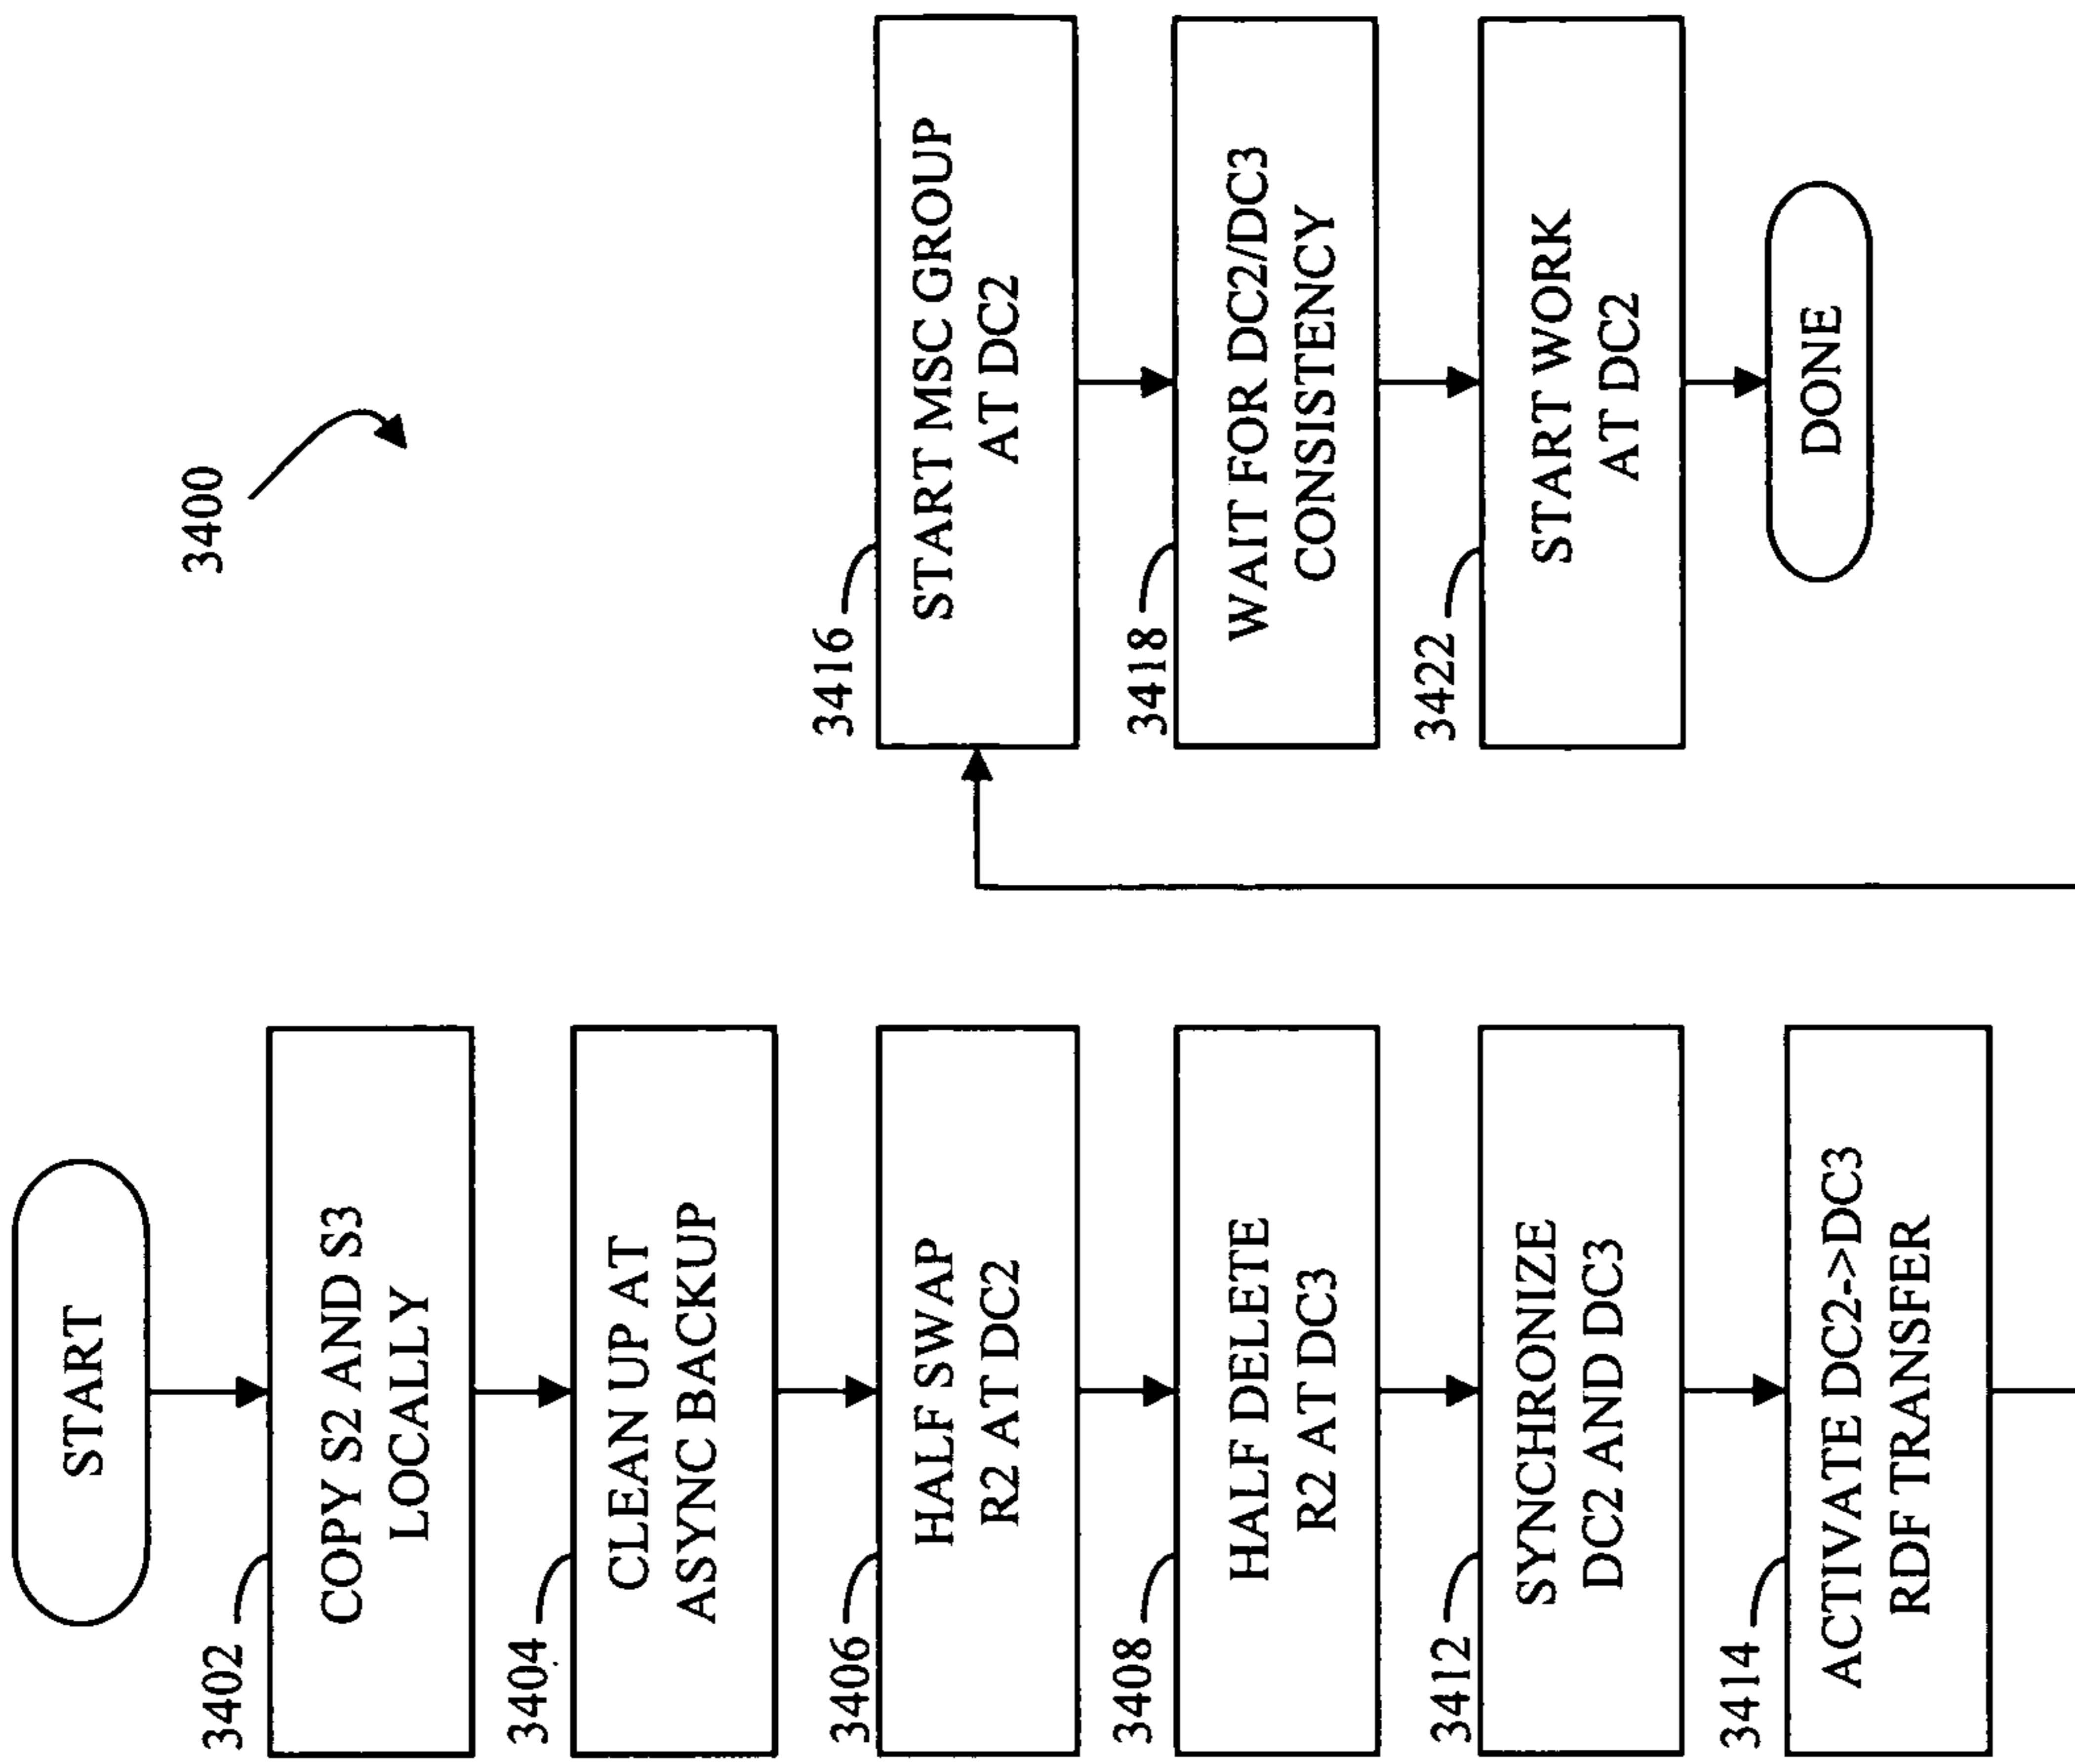 3400
START
3402
COPY S2 AND S3
LOCALLY
3404
CLEAN UP AT
ASYNC BACKUP
3406
HALF SWAP
R2 AT DC2
3408
HALF DELETE
R2 AT DC3
3412
SYNCHRONIZE
DC2 AND DC3
3414
ACTIVATE DC2->DC3
RDF TRANSFER
3416
START MSC GROUP
AT DC2
3418
WAIT FOR DC2/DC3
CONSISTENCY
3422
START WORK
AT DC2
DONE